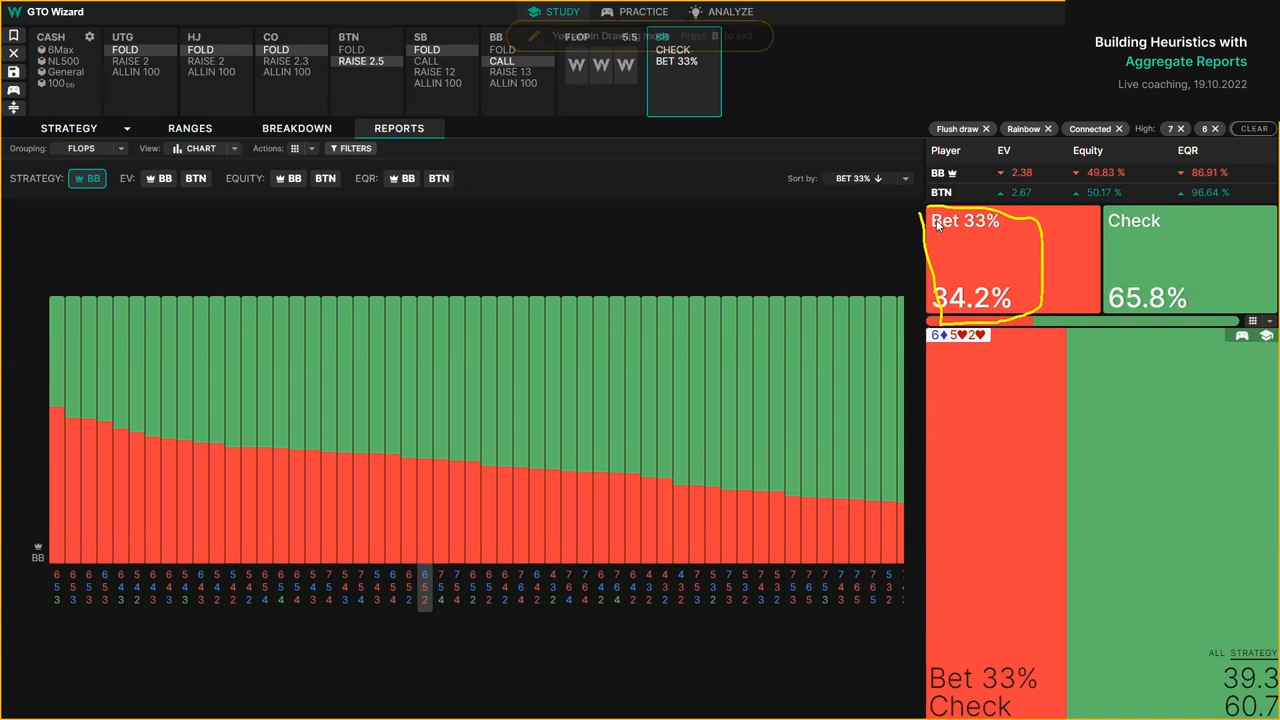 GTO Wizard
STUDY PRACTICE ANALYZE
CASH
6Max
NL500
General
100bb
UTG
FOLD
RAISE 2
ALLIN 100
HJ
FOLD
RAISE 2
ALLIN 100
CO
FOLD
RAISE 2.3
ALLIN 100
BTN
FOLD
RAISE 2.5
ALLIN 100
SB
FOLD
CALL
RAISE 12
ALLIN 100
BB
FOLD
CALL
RAISE 13
ALLIN 100
FLOP 5.5
BB
CHECK
BET 33%
Building Heuristics with
Aggregate Reports
Live coaching, 19.10.2022
STRATEGY RANGES BREAKDOWN REPORTS
Grouping: FLOPS View: CHART Actions: FILTERS
STRATEGY: BB EV: BB BTN EQUITY: BB BTN EQR: BB BTN
Sort by: BET 33% ↓
Flush draw Rainbow Connected High: 7 6 CLEAR
Player EV Equity EQR
BB 2.38 49.83 % 86.91 %
BTN 2.67 50.17 % 96.64 %
Bet 33% Check
34.2% 65.8%
6♦5♥2♥
BB
ALL STRATEGY
Bet 33% 39.3
Check 60.7